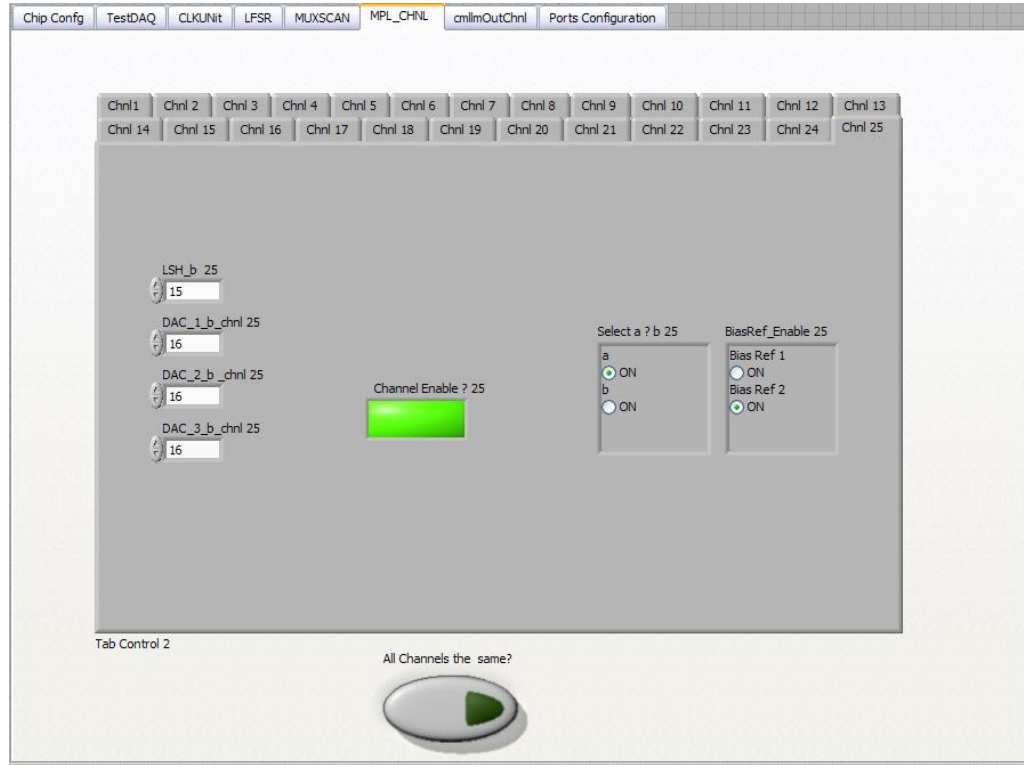 Chip Confg TestDAQ CLKUNit LFSR MUXSCAN MPL_CHNL cmlImOutChnl Ports Configuration
Chnl1 Chnl 2 Chnl 3 Chnl 4 Chnl 5 Chnl 6 Chnl 7 Chnl 8 Chnl 9 Chnl 10 Chnl 11 Chnl 12 Chnl 13
Chnl 14 Chnl 15 Chnl 16 Chnl 17 Chnl 18 Chnl 19 Chnl 20 Chnl 21 Chnl 22 Chnl 23 Chnl 24 Chnl 25
LSH_b 25
15
DAC_1_b_chnl 25
16
DAC_2_b _chnl 25
16
DAC_3_b_chnl 25
16
Channel Enable ? 25
Select a ? b 25
a
ON
b
ON
BiasRef_Enable 25
Bias Ref 1
ON
Bias Ref 2
ON
Tab Control 2
All Channels the same?